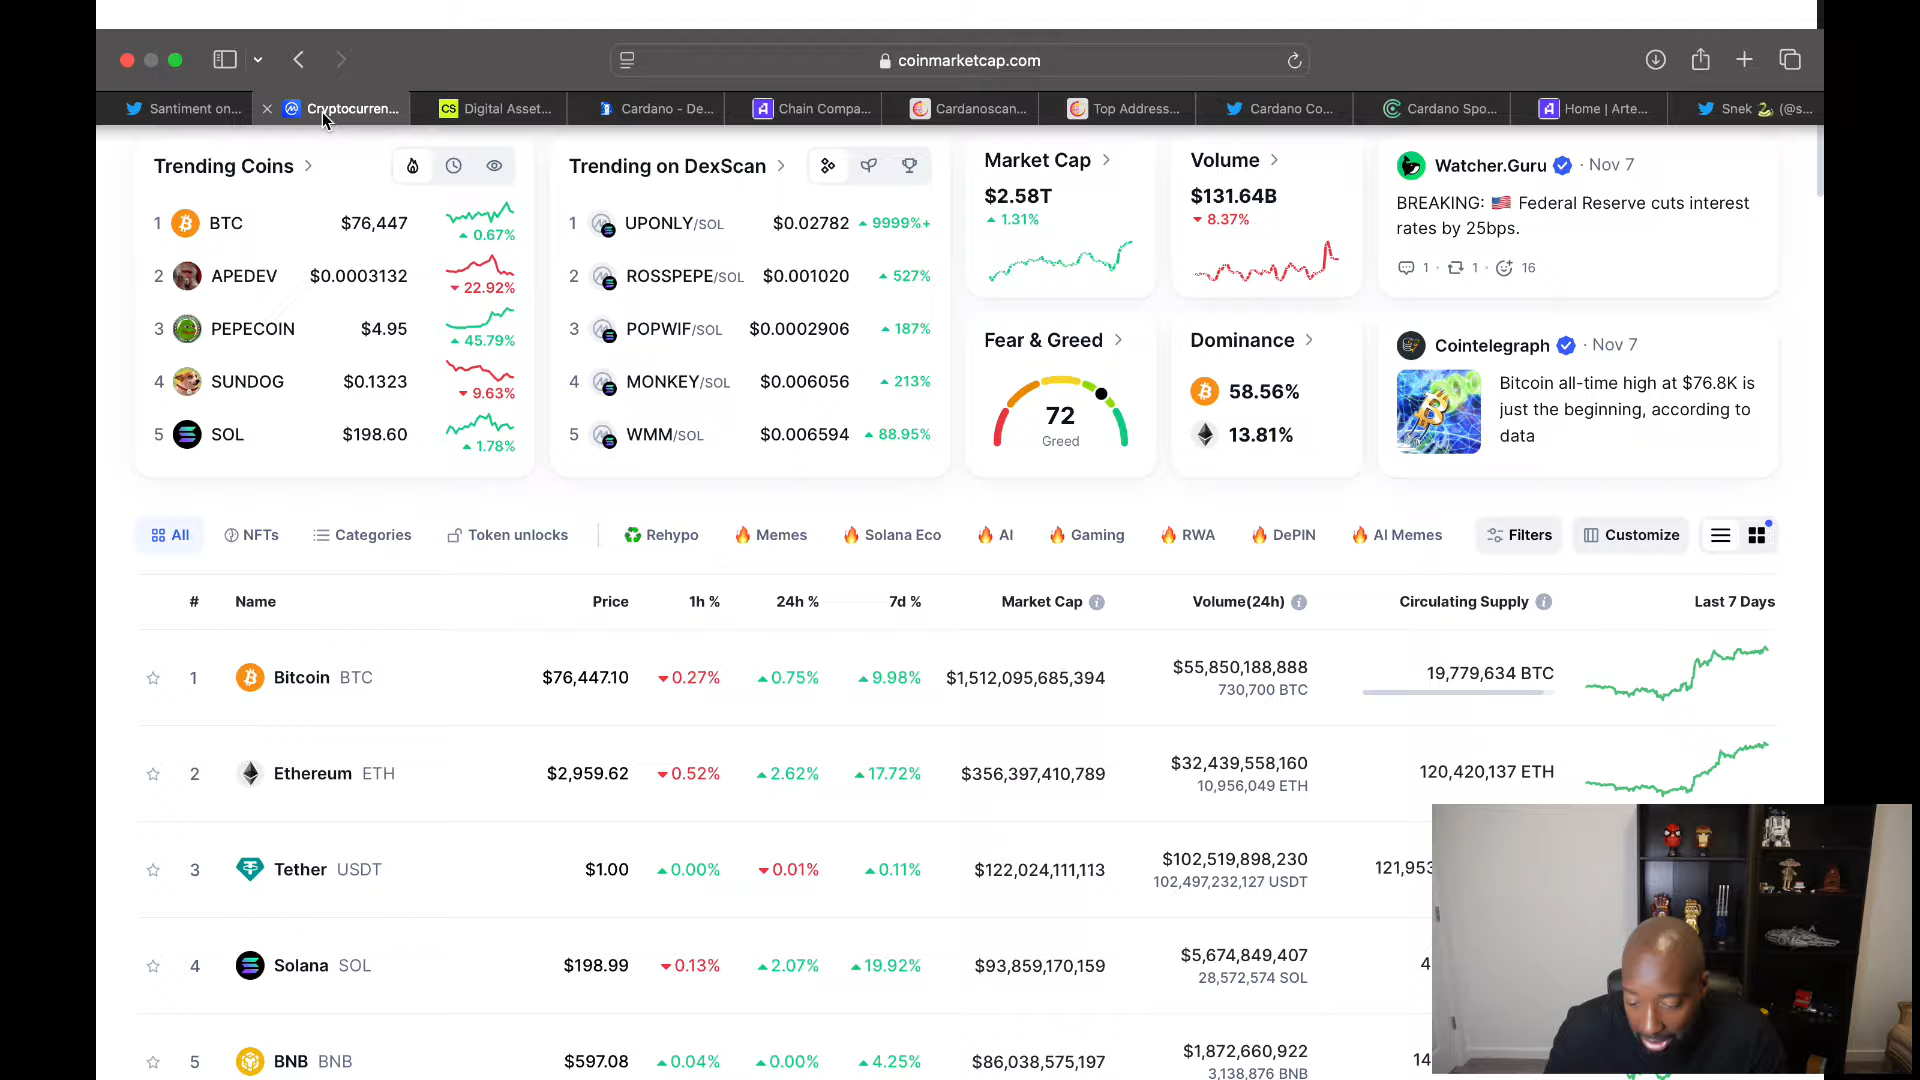 coinmarketcap.com
Santiment on...
Cryptocurren...
CS Digital Asset...
Cardano - De...
Chain Compa...
Cardanoscan...
Top Address...
Cardano Co...
Cardano Spo...
Home | Arte...
Snek 🐍 (@s...
Trending Coins
1 BTC $76,447 0.67%
2 APEDEV $0.0003132 22.92%
3 PEPECOIN $4.95 45.79%
4 SUNDOG $0.1323 9.63%
5 SOL $198.60 1.78%
Trending on DexScan
1 UPONLY/SOL $0.02782 9999%+
2 ROSSPEPE/SOL $0.001020 527%
3 POPWIF/SOL $0.0002906 187%
4 MONKEY/SOL $0.006056 213%
5 WMM/SOL $0.006594 88.95%
Market Cap
$2.58T
1.31%
Volume
$131.64B
8.37%
Fear & Greed
72
Greed
Dominance
58.56%
13.81%
Watcher.Guru · Nov 7
BREAKING: 🇺🇸 Federal Reserve cuts interest
rates by 25bps.
1 · 1 · 16
Cointelegraph · Nov 7
Bitcoin all-time high at $76.8K is
just the beginning, according to
data
All NFTs Categories Token unlocks Rehypo Memes Solana Eco AI Gaming RWA DePIN AI Memes Filters Customize
# Name Price 1h % 24h % 7d % Market Cap Volume(24h) Circulating Supply Last 7 Days
1 Bitcoin BTC $76,447.10 0.27% 0.75% 9.98% $1,512,095,685,394 $55,850,188,888 19,779,634 BTC
730,700 BTC
2 Ethereum ETH $2,959.62 0.52% 2.62% 17.72% $356,397,410,789 $32,439,558,160 120,420,137 ETH
10,956,049 ETH
3 Tether USDT $1.00 0.00% 0.01% 0.11% $122,024,111,113 $102,519,898,230 121,953
102,497,232,127 USDT
4 Solana SOL $198.99 0.13% 2.07% 19.92% $93,859,170,159 $5,674,849,407 4
28,572,574 SOL
5 BNB BNB $597.08 0.04% 0.00% 4.25% $86,038,575,197 $1,872,660,922 14
3,138,876 BNB